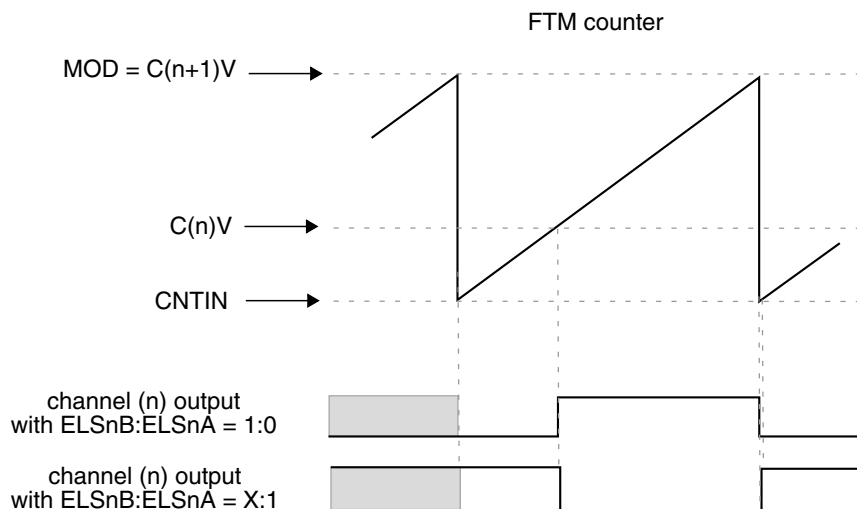 FTM counter
MOD = C(n+1)V
C(n)V
CNTIN
channel (n) output
with ELSnB:ELSnA = 1:0
channel (n) output
with ELSnB:ELSnA = X:1